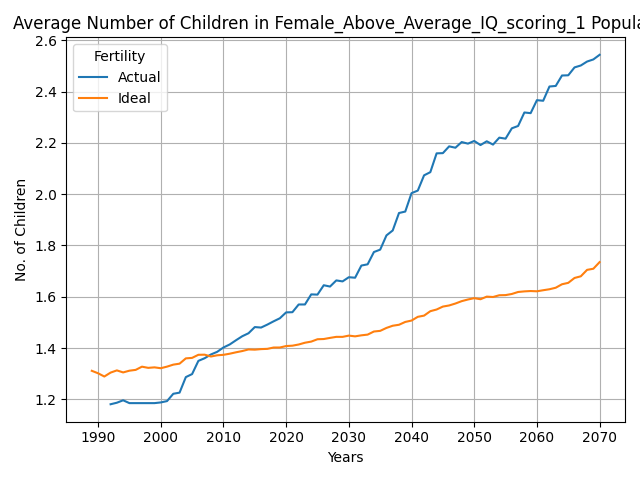 Average Number of Children in Female_Above_Average_IQ_scoring_1 Popula
Fertility
Actual
Ideal
2.6
2.4
2.2
2.0
1.8
1.6
1.4
1.2
No. of Children
1990 2000 2010 2020 2030 2040 2050 2060 2070
Years